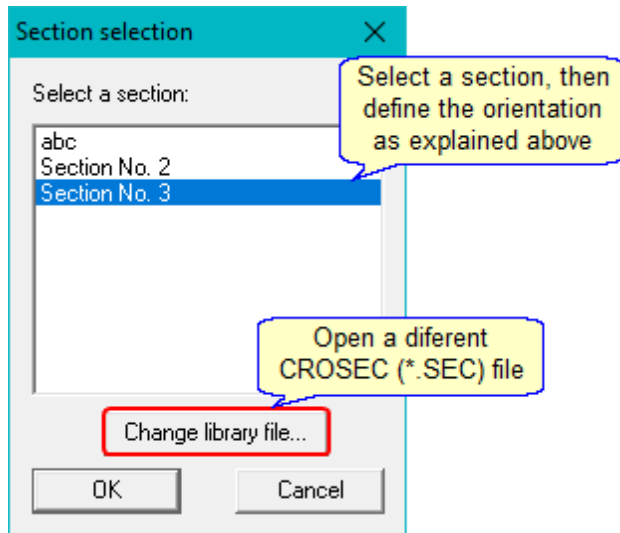 Section selection
Select a section:
Select a section, then
define the orientation
as explained above
abc
Section No. 2
Section No. 3
Open a diferent
CROSEC (*.SEC) file
Change library file...
OK
Cancel